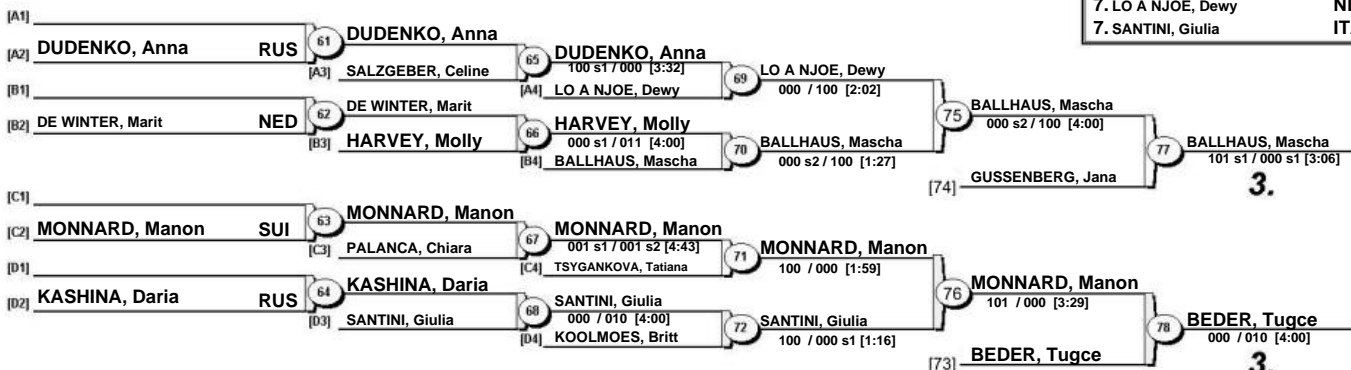 7. LO A NJOE, Dewy
7. SANTINI, Giulia
[A1]
[A2] DUDENKO, Anna RUS
61 DUDENKO, Anna
[A3] SALZGEBER, Celine
65 DUDENKO, Anna
100 s1 / 000 [3:32]
[A4] LO A NJOE, Dewy
69 LO A NJOE, Dewy
000 / 100 [2:02]
[B1]
[B2] DE WINTER, Marit NED
62 DE WINTER, Marit
[B3] HARVEY, Molly
66 HARVEY, Molly
000 s1 / 011 [4:00]
[B4] BALLHAUS, Mascha
70 BALLHAUS, Mascha
000 s2 / 100 [1:27]
75 BALLHAUS, Mascha
000 s2 / 100 [4:00]
[74] GUSSENBERG, Jana
77 BALLHAUS, Mascha
101 s1 / 000 s1 [3:06]
3.
[C1]
[C2] MONNARD, Manon SUI
63 MONNARD, Manon
[C3] PALANCA, Chiara
67 MONNARD, Manon
001 s1 / 001 s2 [4:43]
[C4] TSYGANKOVA, Tatiana
71 MONNARD, Manon
100 / 000 [1:59]
[D1]
[D2] KASHINA, Daria RUS
64 KASHINA, Daria
[D3] SANTINI, Giulia
68 SANTINI, Giulia
000 / 010 [4:00]
[D4] KOOLMOES, Britt
72 SANTINI, Giulia
100 / 000 s1 [1:16]
76 MONNARD, Manon
101 / 000 [3:29]
[73] BEDER, Tugce
78 BEDER, Tugce
000 / 010 [4:00]
3.